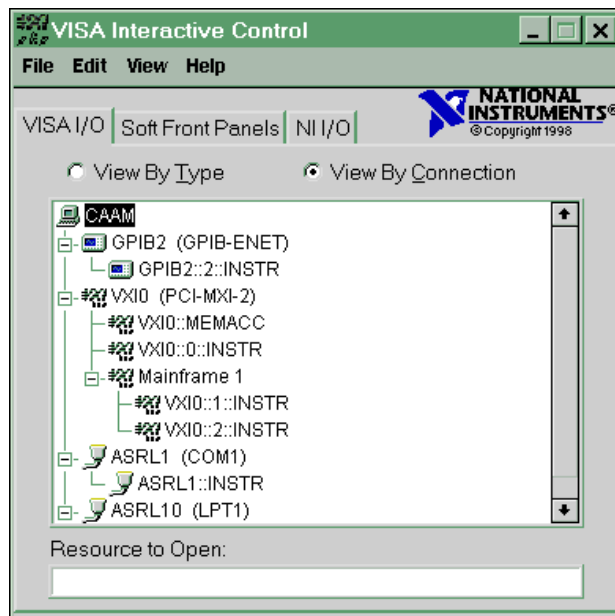 VISA Interactive Control
File Edit View Help
NATIONAL
INSTRUMENTS®
© Copyright 1998
VISA I/O Soft Front Panels NI I/O
View By Type View By Connection
CAAM
GPIB2 (GPIB-ENET)
GPIB2::2::INSTR
VXI0 (PCI-MXI-2)
VXI0::MEMACC
VXI0::0::INSTR
Mainframe 1
VXI0::1::INSTR
VXI0::2::INSTR
ASRL1 (COM1)
ASRL1::INSTR
ASRL10 (LPT1)
Resource to Open: